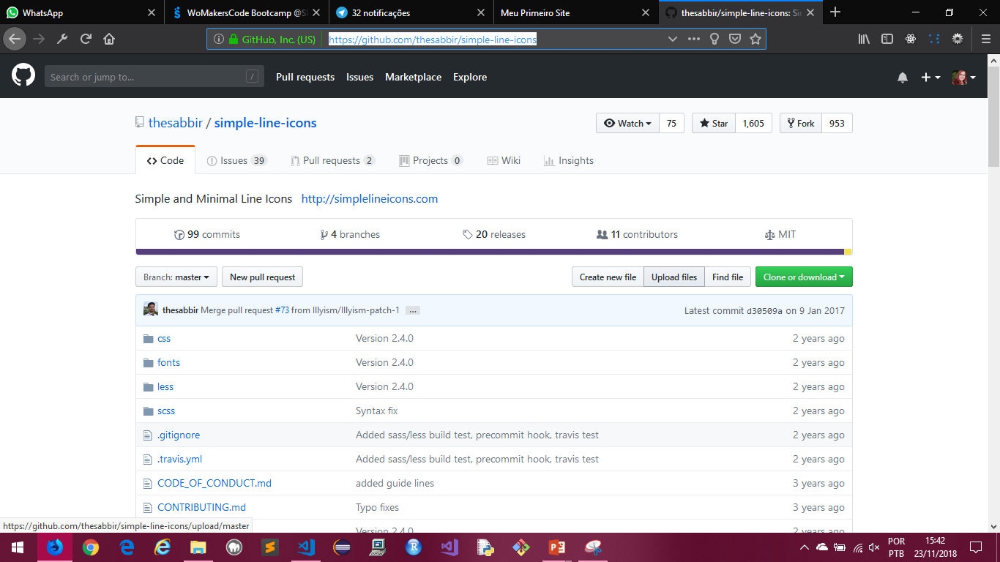 WhatsApp
WoMakersCode Bootcamp @S
32 notificações
Meu Primeiro Site
thesabbir/simple-line-icons: Si
GitHub, Inc. (US)
https://github.com/thesabbir/simple-line-icons
Search or jump to...
/
Pull requests
Issues
Marketplace
Explore
thesabbir / simple-line-icons
Watch 75
Star 1,605
Fork 953
Code
Issues 39
Pull requests 2
Projects 0
Wiki
Insights
Simple and Minimal Line Icons http://simplelineicons.com
99 commits
4 branches
20 releases
11 contributors
MIT
Branch: master
New pull request
Create new file
Upload files
Find file
Clone or download
thesabbir Merge pull request #73 from Illyism/Illyism-patch-1 ...
Latest commit d30509a on 9 Jan 2017
css Version 2.4.0 2 years ago
fonts Version 2.4.0 2 years ago
less Version 2.4.0 2 years ago
scss Syntax fix 2 years ago
.gitignore Added sass/less build test, precommit hook, travis test 2 years ago
.travis.yml Added sass/less build test, precommit hook, travis test 2 years ago
CODE_OF_CONDUCT.md added guide lines 3 years ago
CONTRIBUTING.md Typo fixes 3 years ago
Version 2.4.0 2 years ago
https://github.com/thesabbir/simple-line-icons/upload/master
POR
PTB
15:42
23/11/2018